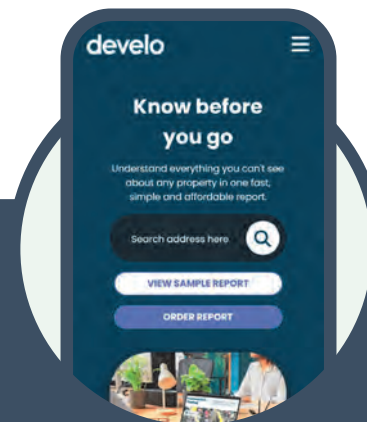 develo
Know before
you go
Understand everything you can't see
about any property in one fast,
simple and affordable report.
Search address here
VIEW SAMPLE REPORT
ORDER REPORT